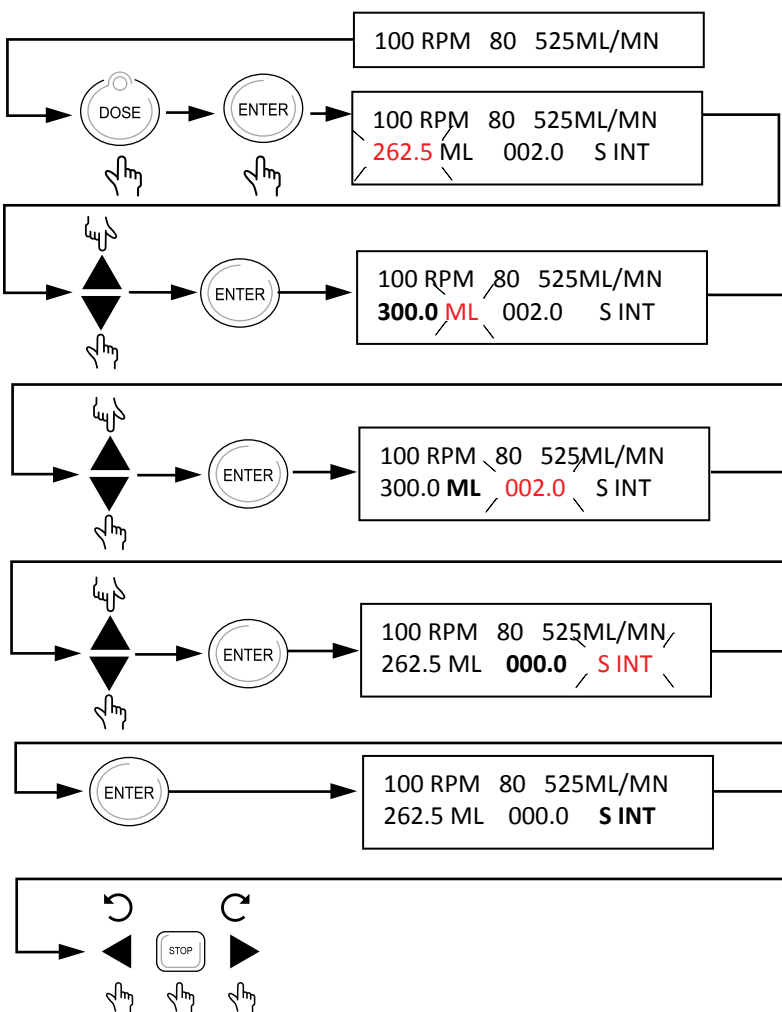 100 RPM 80 525ML/MN
DOSE
ENTER
100 RPM 80 525ML/MN
262.5 ML 002.0 S INT
ENTER
100 RPM 80 525ML/MN
300.0 ML 002.0 S INT
ENTER
100 RPM 80 525ML/MN
300.0 ML 002.0 S INT
ENTER
100 RPM 80 525ML/MN
262.5 ML 000.0 S INT
ENTER
100 RPM 80 525ML/MN
262.5 ML 000.0 S INT
STOP